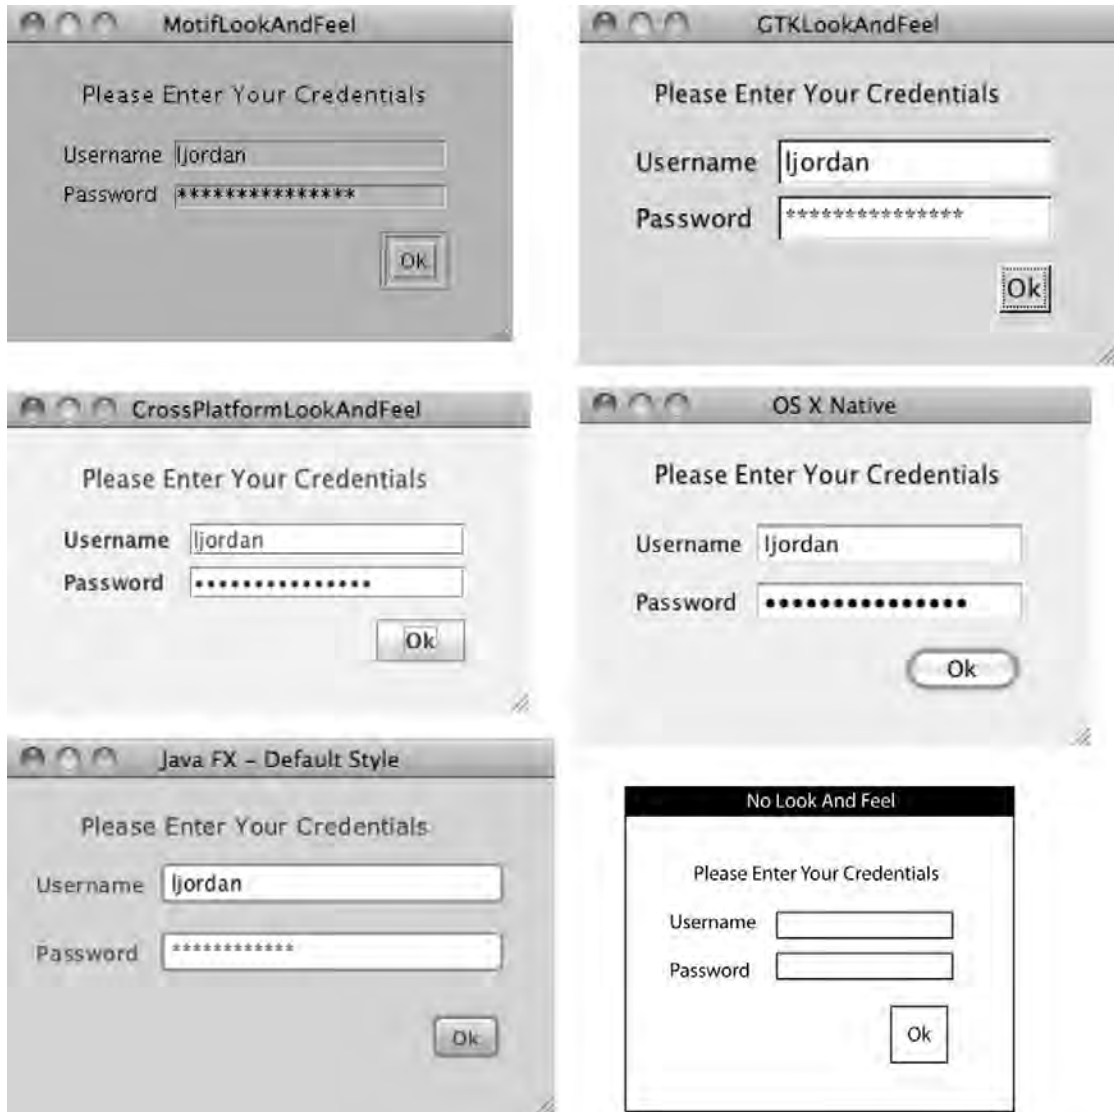 MotifLookAndFeel
Please Enter Your Credentials
Username ljordan
Password ***************
Ok
GTKLookAndFeel
Please Enter Your Credentials
Username ljordan
Password ***************
Ok
CrossPlatformLookAndFeel
Please Enter Your Credentials
Username ljordan
Password •••••••••••••••
Ok
OS X Native
Please Enter Your Credentials
Username ljordan
Password •••••••••••••••
Ok
Java FX – Default Style
Please Enter Your Credentials
Username ljordan
Password ************
Ok
No Look And Feel
Please Enter Your Credentials
Username
Password
Ok